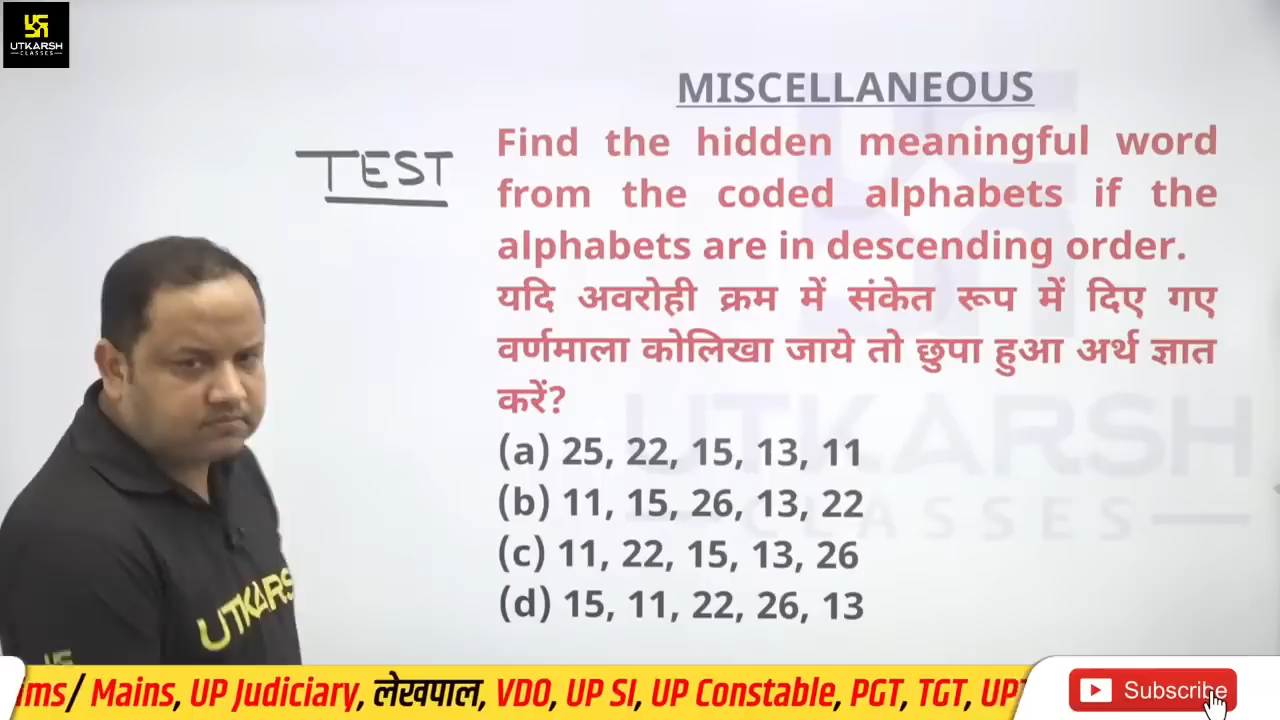 UTKARSH
CLASSES
MISCELLANEOUS
TEST
Find the hidden meaningful word
from the coded alphabets if the
alphabets are in descending order.
यदि अवरोही क्रम में संकेत रूप में दिए गए
वर्णमाला कोलिखा जाये तो छुपा हुआ अर्थ ज्ञात
करें?
(a) 25, 22, 15, 13, 11
(b) 11, 15, 26, 13, 22
(c) 11, 22, 15, 13, 26
(d) 15, 11, 22, 26, 13
UTKARSH
CLASSES
UTKARSH
Mains, UP Judiciary, लेखपाल, VDO, UP SI, UP Constable, PGT, TGT,
Subscribe